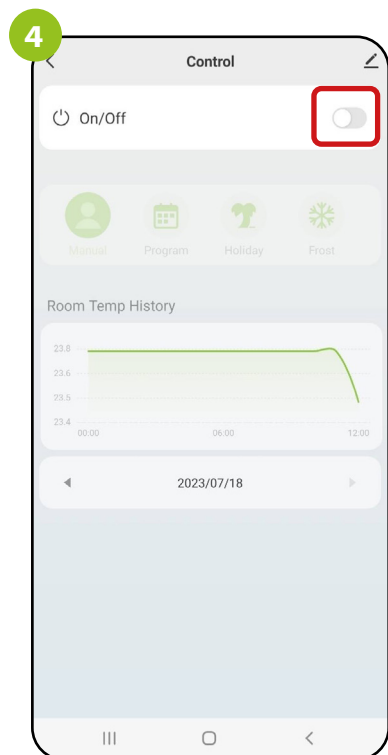 4
Control
On/Off
Manual Program Holiday Frost
Room Temp History
23.8
23.6
23.5
23.4
00:00 06:00 12:00
2023/07/18